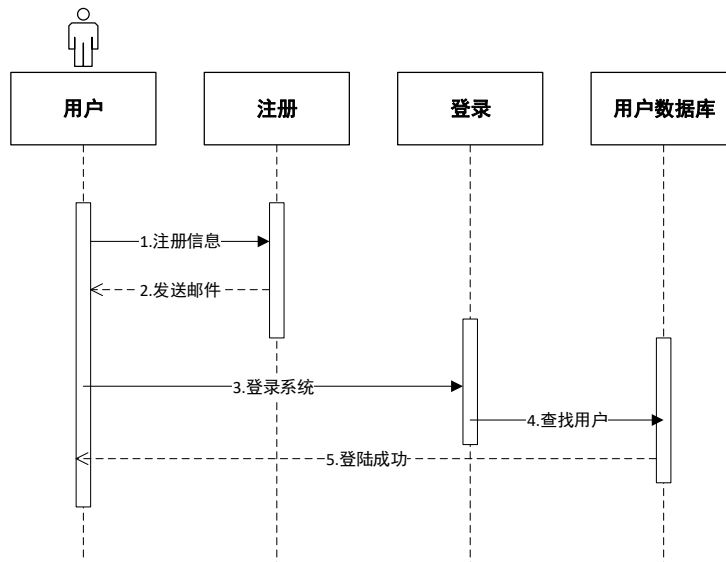 用户
注册
登录
用户数据库
1.注册信息
2.发送邮件
3.登录系统
4.查找用户
5.登陆成功